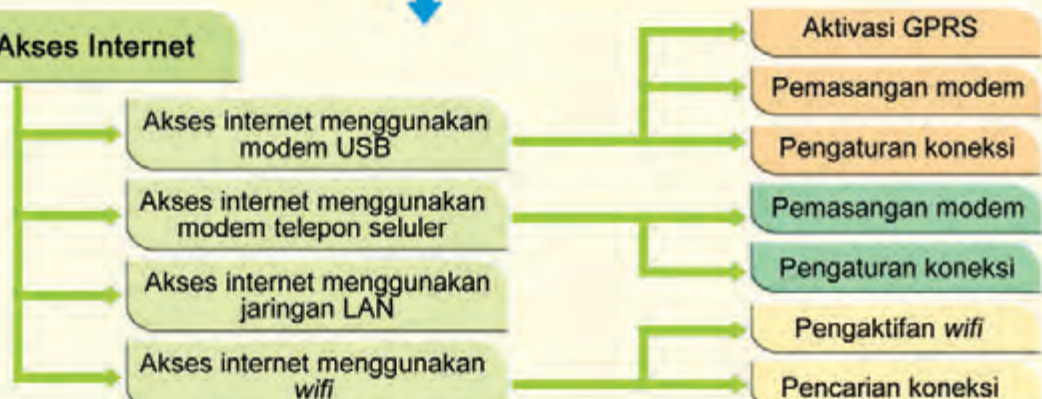 Akses Internet
Akses internet menggunakan
modem USB
Aktivasi GPRS
Pemasangan modem
Pengaturan koneksi
Akses internet menggunakan
modem telepon seluler
Pemasangan modem
Pengaturan koneksi
Akses internet menggunakan
jaringan LAN
Akses internet menggunakan
wifi
Pengaktifan wifi
Pencarian koneksi